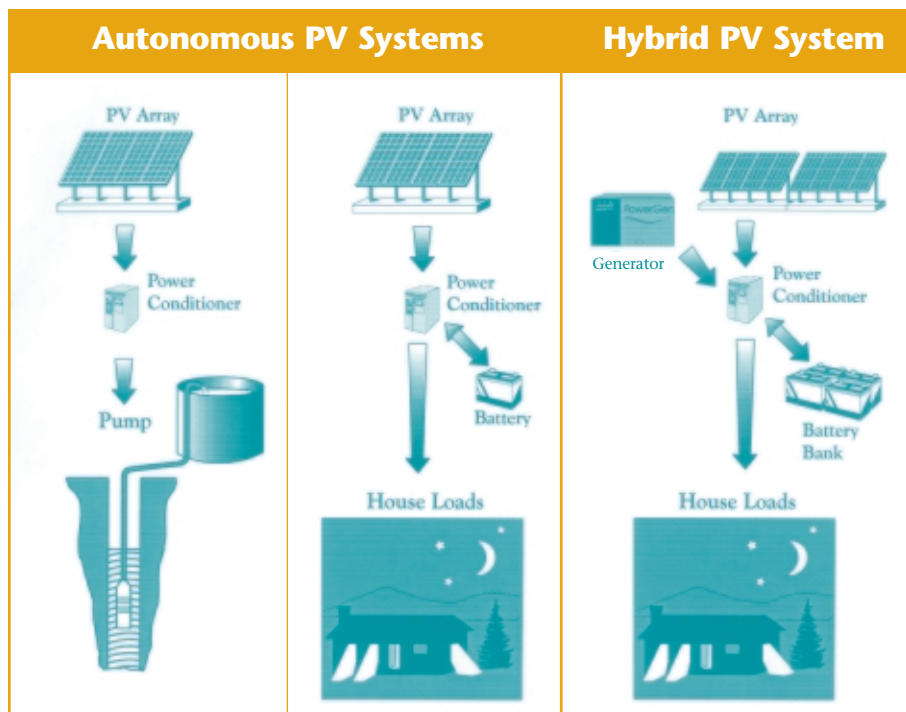 Autonomous PV Systems
Hybrid PV System
PV Array
Power
Conditioner
Pump
PV Array
Power
Conditioner
Battery
House Loads
PV Array
PowerGen
Generator
Power
Conditioner
Battery
Bank
House Loads